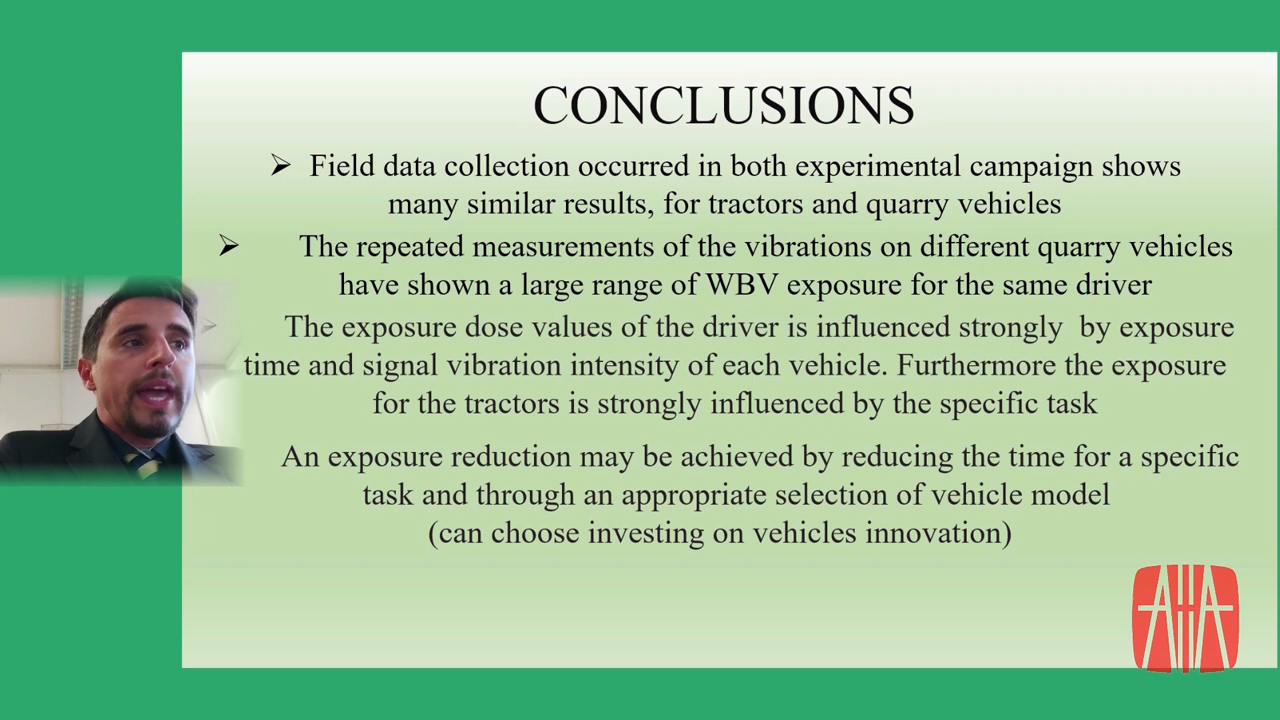 CONCLUSIONS
➢ Field data collection occurred in both experimental campaign shows
many similar results, for tractors and quarry vehicles
➢ The repeated measurements of the vibrations on different quarry vehicles
have shown a large range of WBV exposure for the same driver
➢ The exposure dose values of the driver is influenced strongly by exposure
time and signal vibration intensity of each vehicle. Furthermore the exposure
for the tractors is strongly influenced by the specific task
An exposure reduction may be achieved by reducing the time for a specific
task and through an appropriate selection of vehicle model
(can choose investing on vehicles innovation)